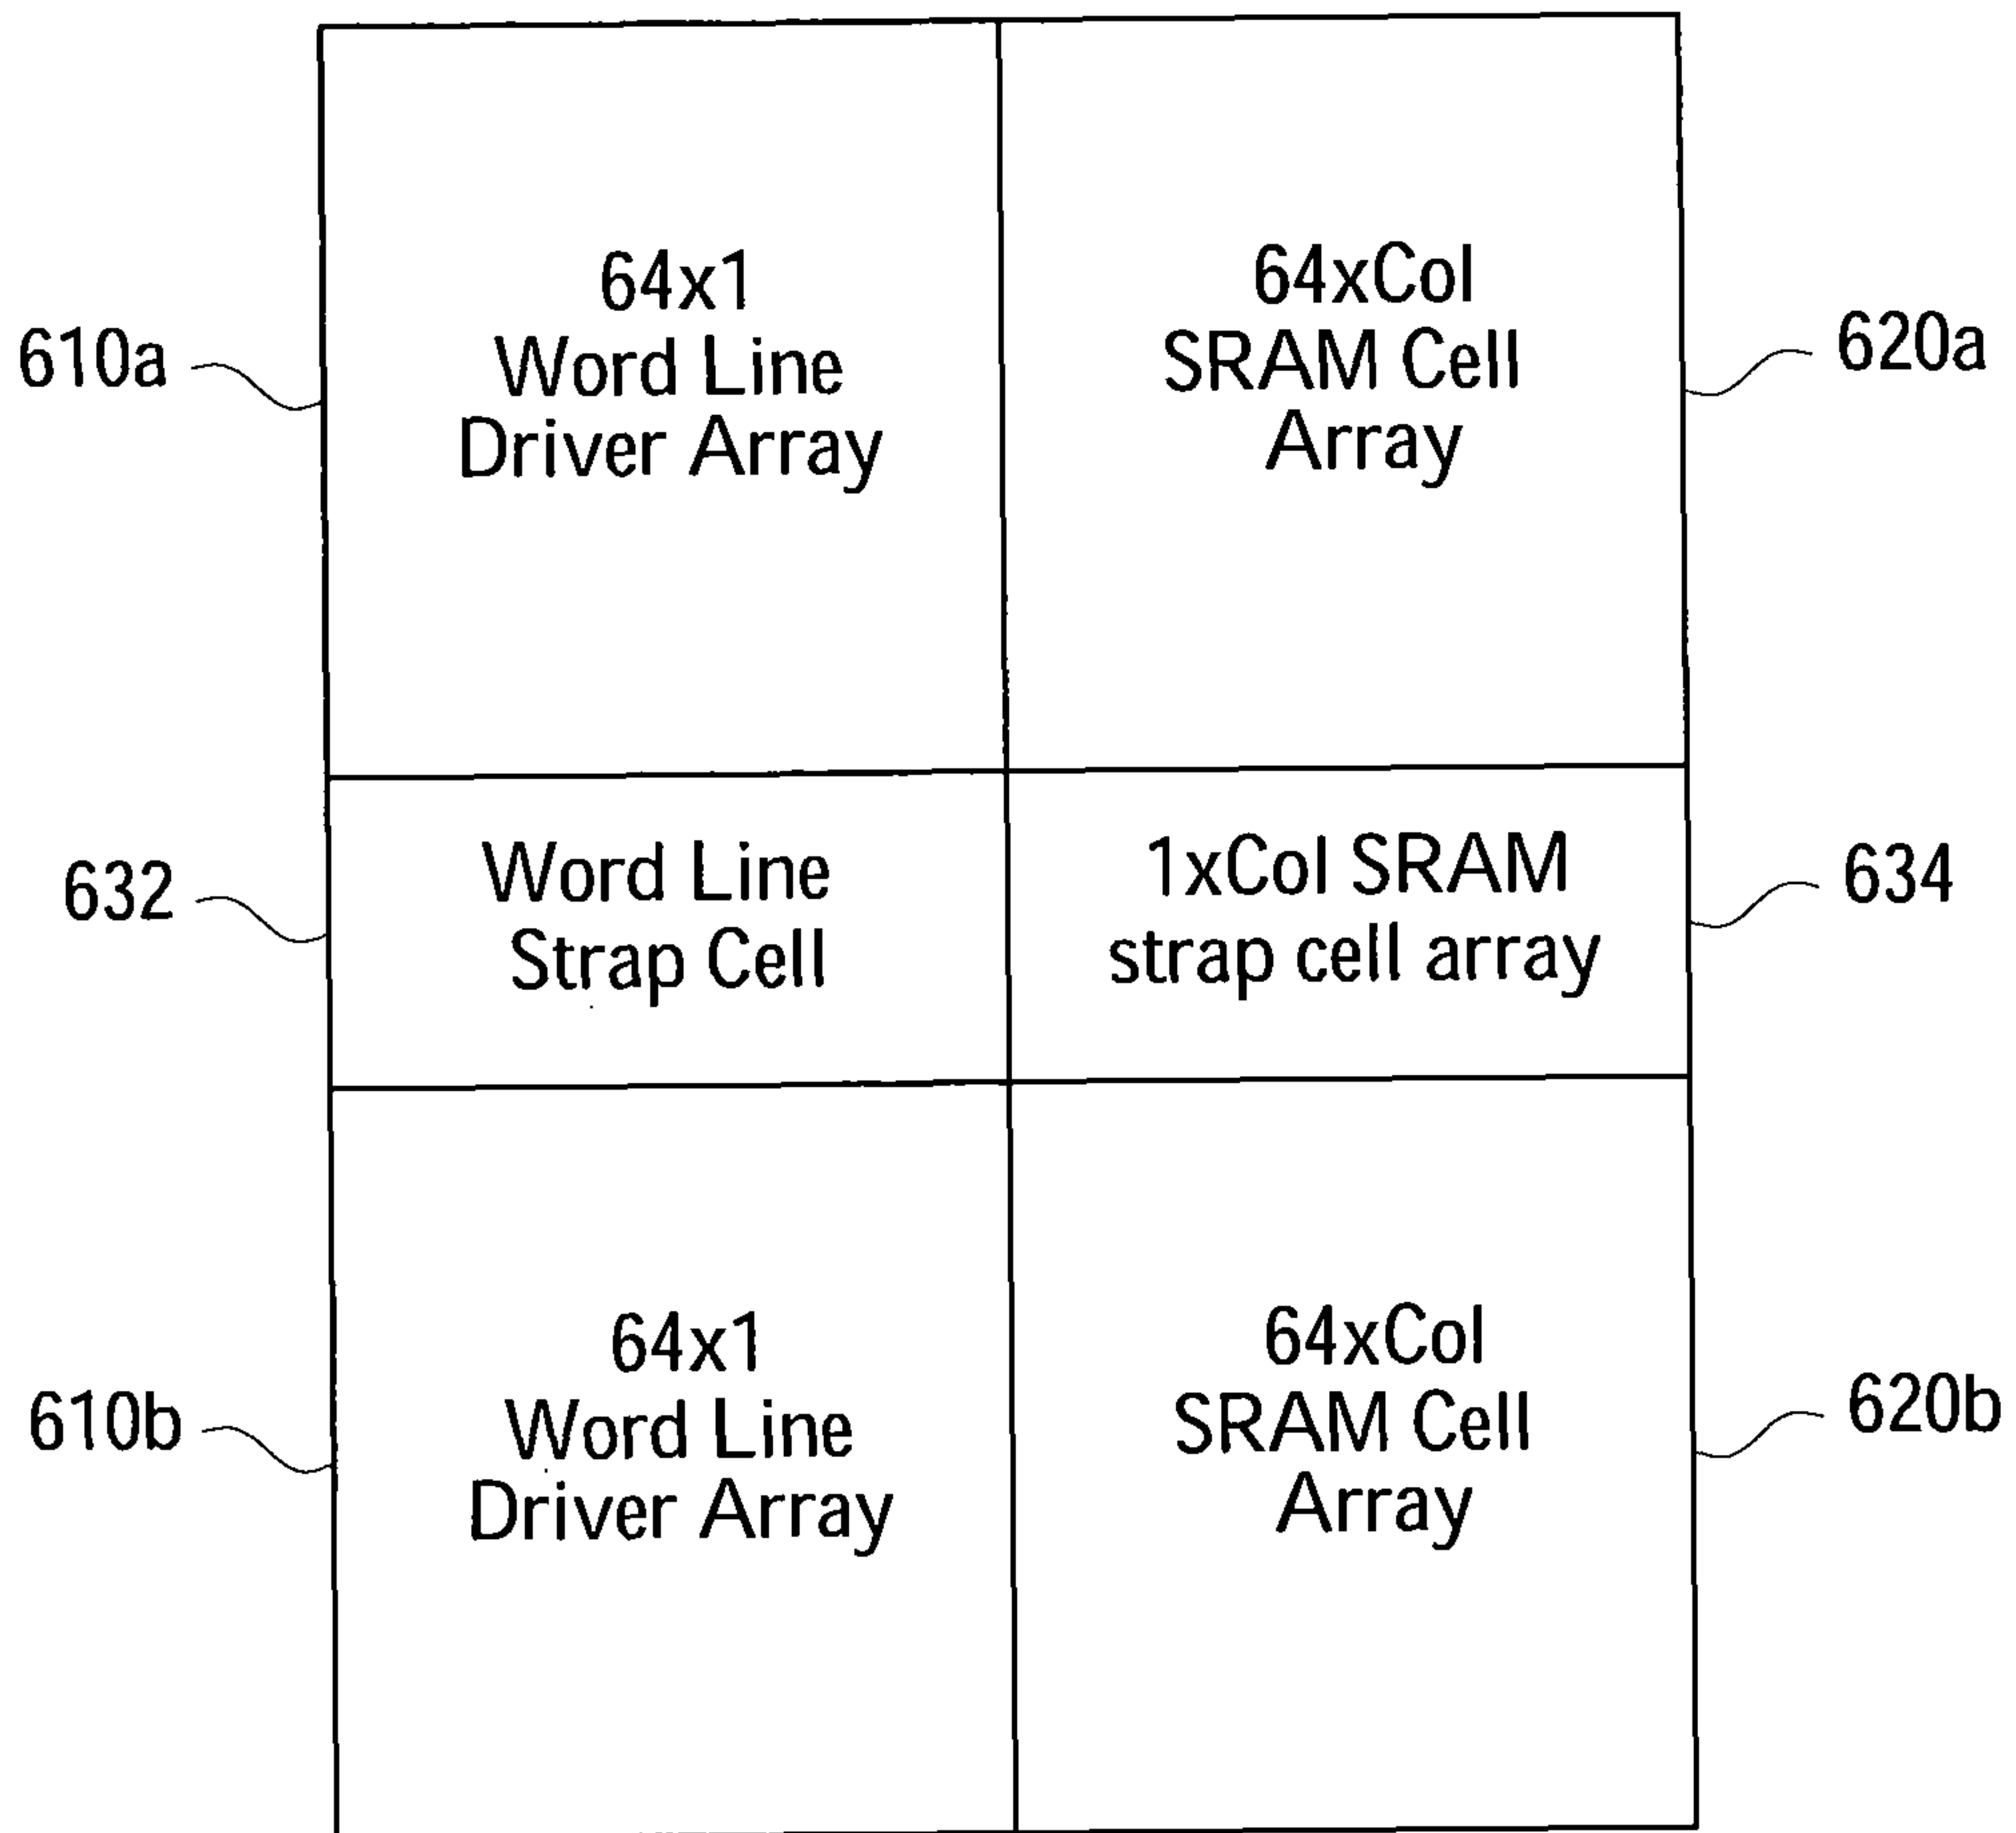 64x1
Word Line
Driver Array
64xCol
SRAM Cell
Array
610a
620a
Word Line
Strap Cell
1xCol SRAM
strap cell array
632
634
64x1
Word Line
Driver Array
64xCol
SRAM Cell
Array
610b
620b